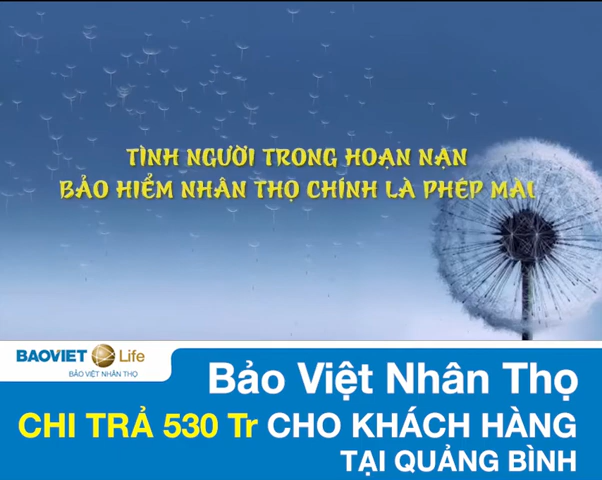 TÌNH NGƯỜI TRONG HOẠN NẠN
BẢO HIỂM NHÂN THỌ CHÍNH LÀ PHÉP MÀU
BAOVIET Life
BẢO VIỆT NHÂN THỌ
Bảo Việt Nhân Thọ
CHI TRẢ 530 Tr CHO KHÁCH HÀNG
TẠI QUẢNG BÌNH